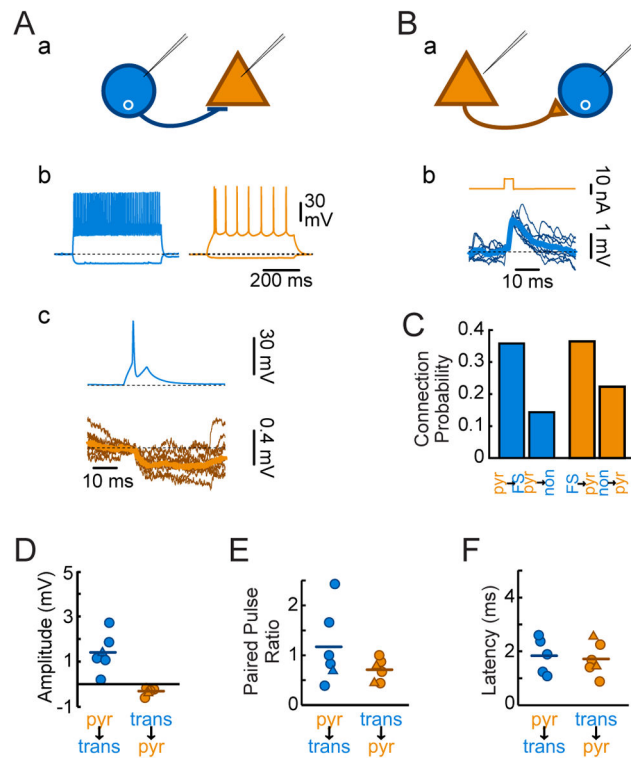 A
B
a
a
b
30
mV
200 ms
b
10 nA
1 mV
10 ms
c
30 mV
0.4 mV
10 ms
C
Connection
Probability
0.4
0.3
0.2
0.1
0
pyr→FS
pyr→non
FS→pyr
non→pyr
D
Amplitude (mV)
5
3
1
-1
pyr
↓
trans
trans
↓
pyr
E
Paired Pulse
Ratio
2
1
0
pyr
↓
trans
trans
↓
pyr
F
Latency (ms)
4
2
0
pyr
↓
trans
trans
↓
pyr